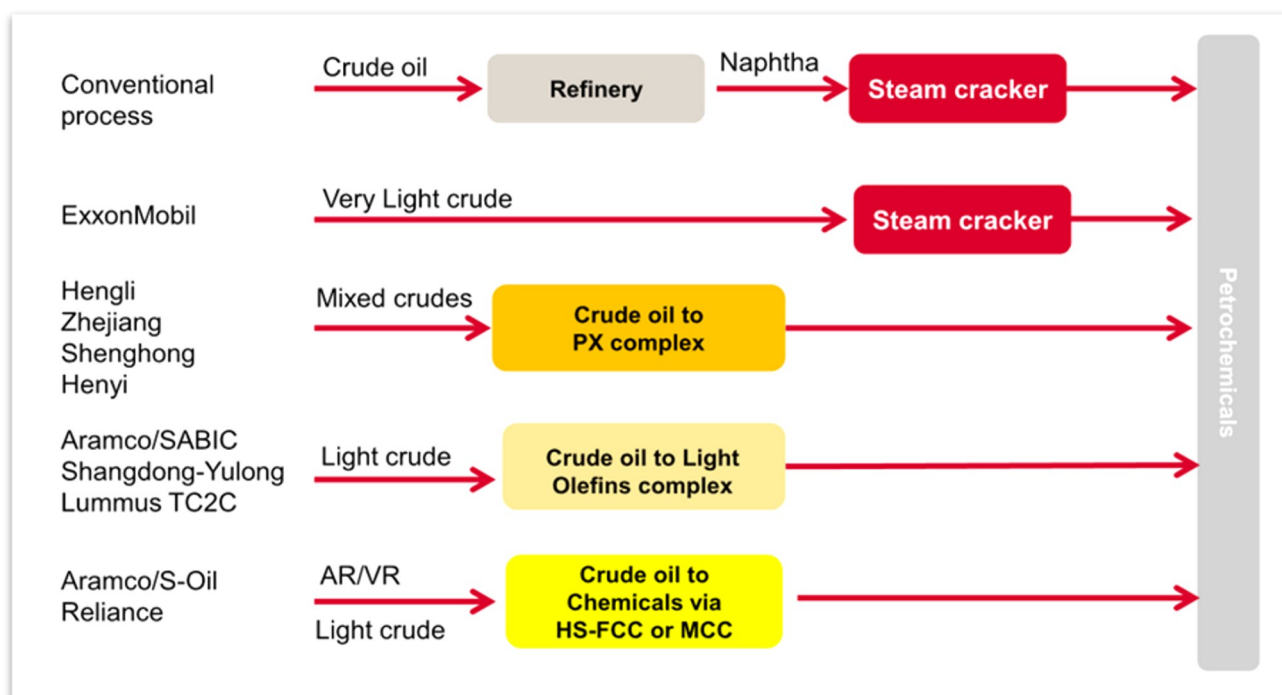 Conventional
process
Crude oil
Refinery
Naphtha
Steam cracker
ExxonMobil
Very Light crude
Steam cracker
Hengli
Zhejiang
Shenghong
Henyi
Mixed crudes
Crude oil to
PX complex
Aramco/SABIC
Shangdong-Yulong
Lummus TC2C
Light crude
Crude oil to Light
Olefins complex
Aramco/S-Oil
Reliance
AR/VR
Light crude
Crude oil to
Chemicals via
HS-FCC or MCC
Petrochemicals